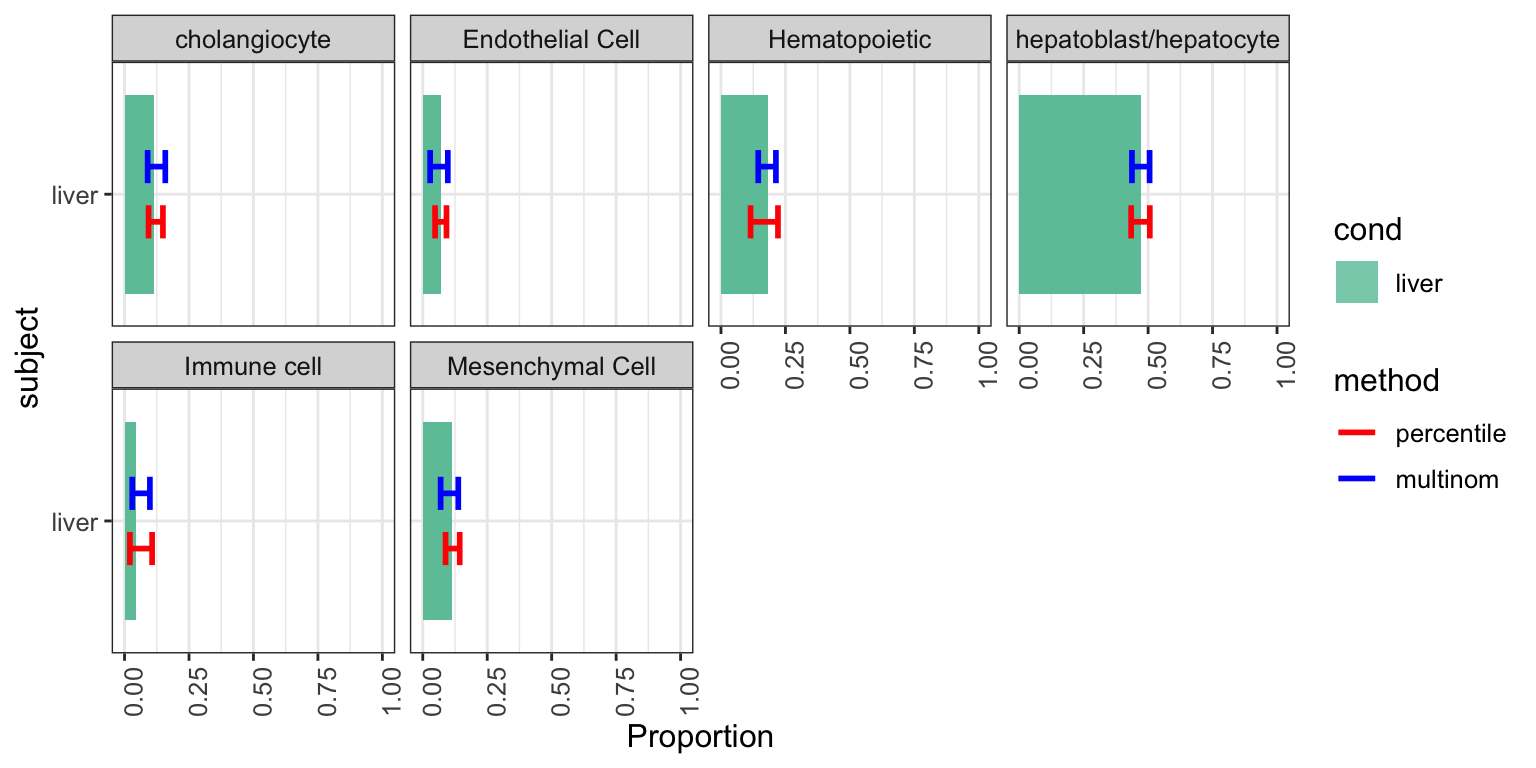 cholangiocyte
Endothelial Cell
Hematopoietic
hepatoblast/hepatocyte
liver
0.00
0.25
0.50
0.75
1.00
0.00
0.25
0.50
0.75
1.00
Immune cell
Mesenchymal Cell
liver
0.00
0.25
0.50
0.75
1.00
0.00
0.25
0.50
0.75
1.00
subject
Proportion
cond
liver
method
percentile
multinom